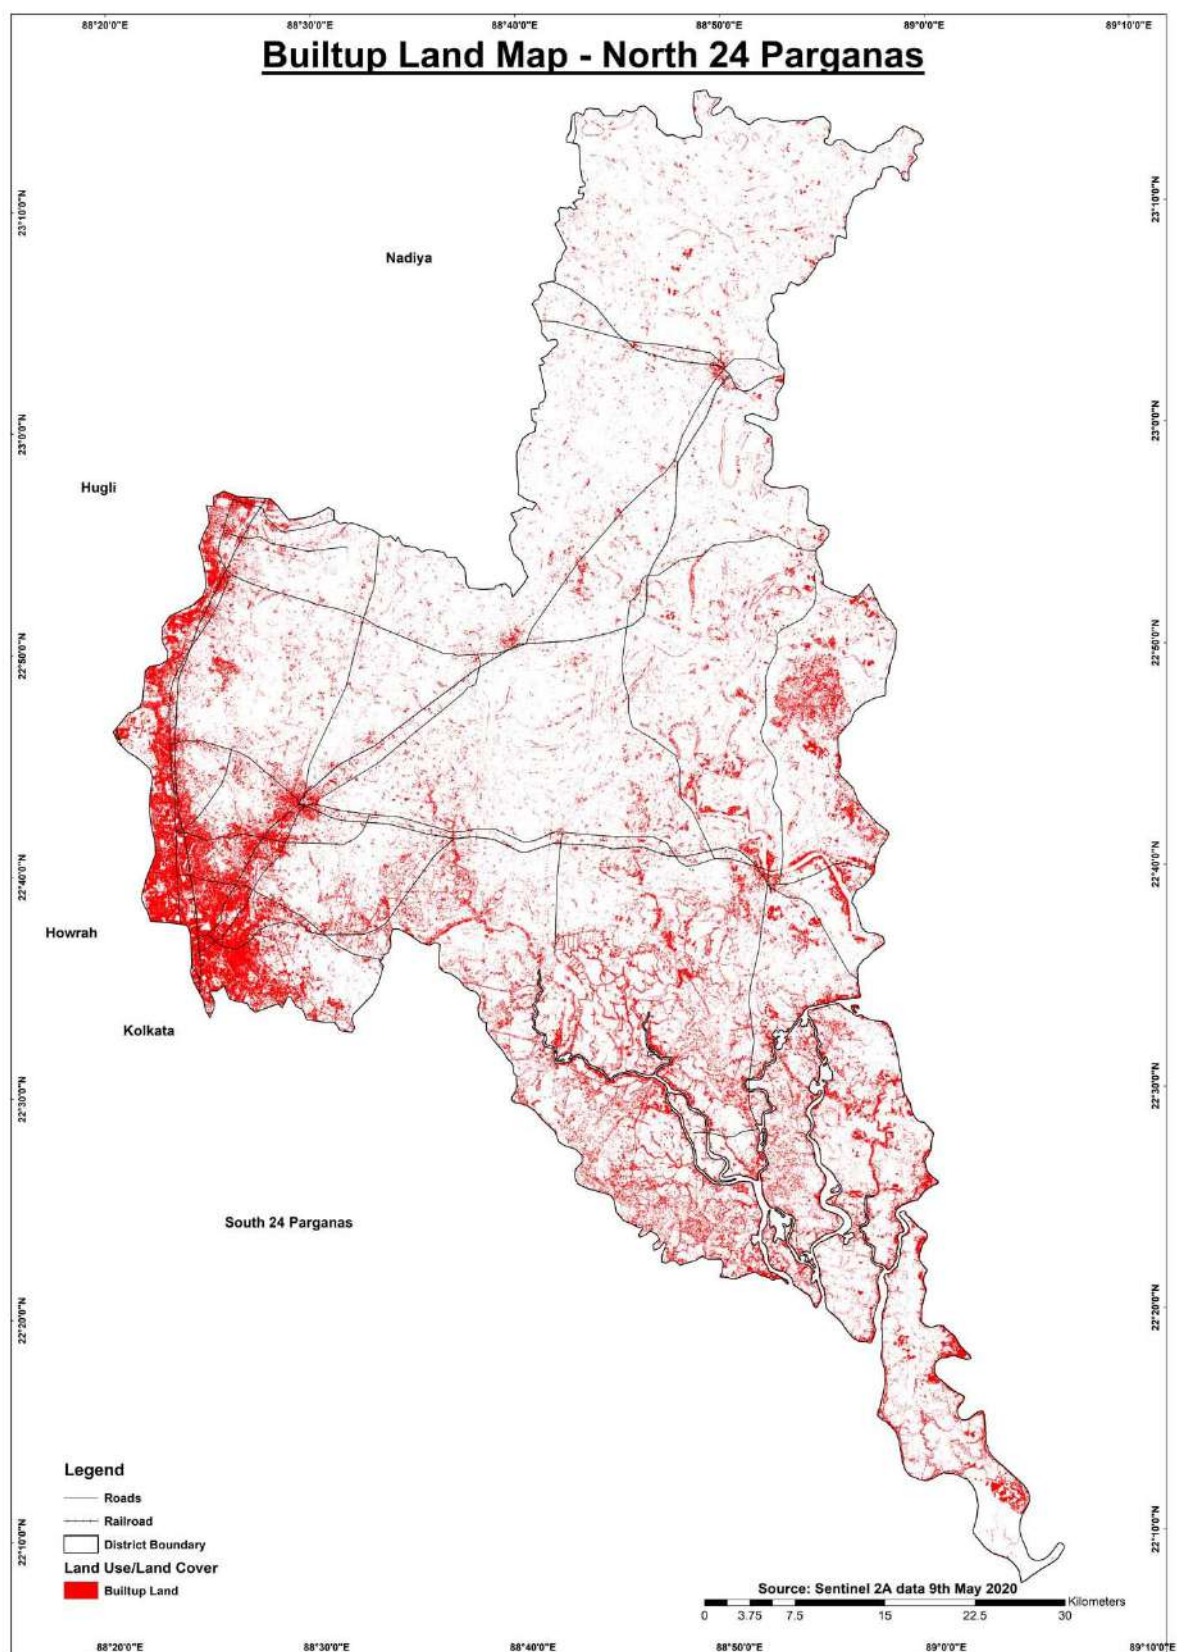 88°20'0"E 88°30'0"E 88°40'0"E 88°50'0"E 89°0'0"E 89°10'0"E
Builtup Land Map - North 24 Parganas
23°10'0"N 23°10'0"N
Nadiya
23°0'0"N 23°0'0"N
Hugli
22°50'0"N 22°50'0"N
22°40'0"N 22°40'0"N
Howrah
Kolkata
22°30'0"N 22°30'0"N
South 24 Parganas
22°20'0"N 22°20'0"N
Legend
Roads
Railroad
22°10'0"N 22°10'0"N
District Boundary
Land Use/Land Cover
Builtup Land
Source: Sentinel 2A data 9th May 2020
Kilometers
0 3.75 7.5 15 22.5 30
88°20'0"E 88°30'0"E 88°40'0"E 88°50'0"E 89°0'0"E 89°10'0"E